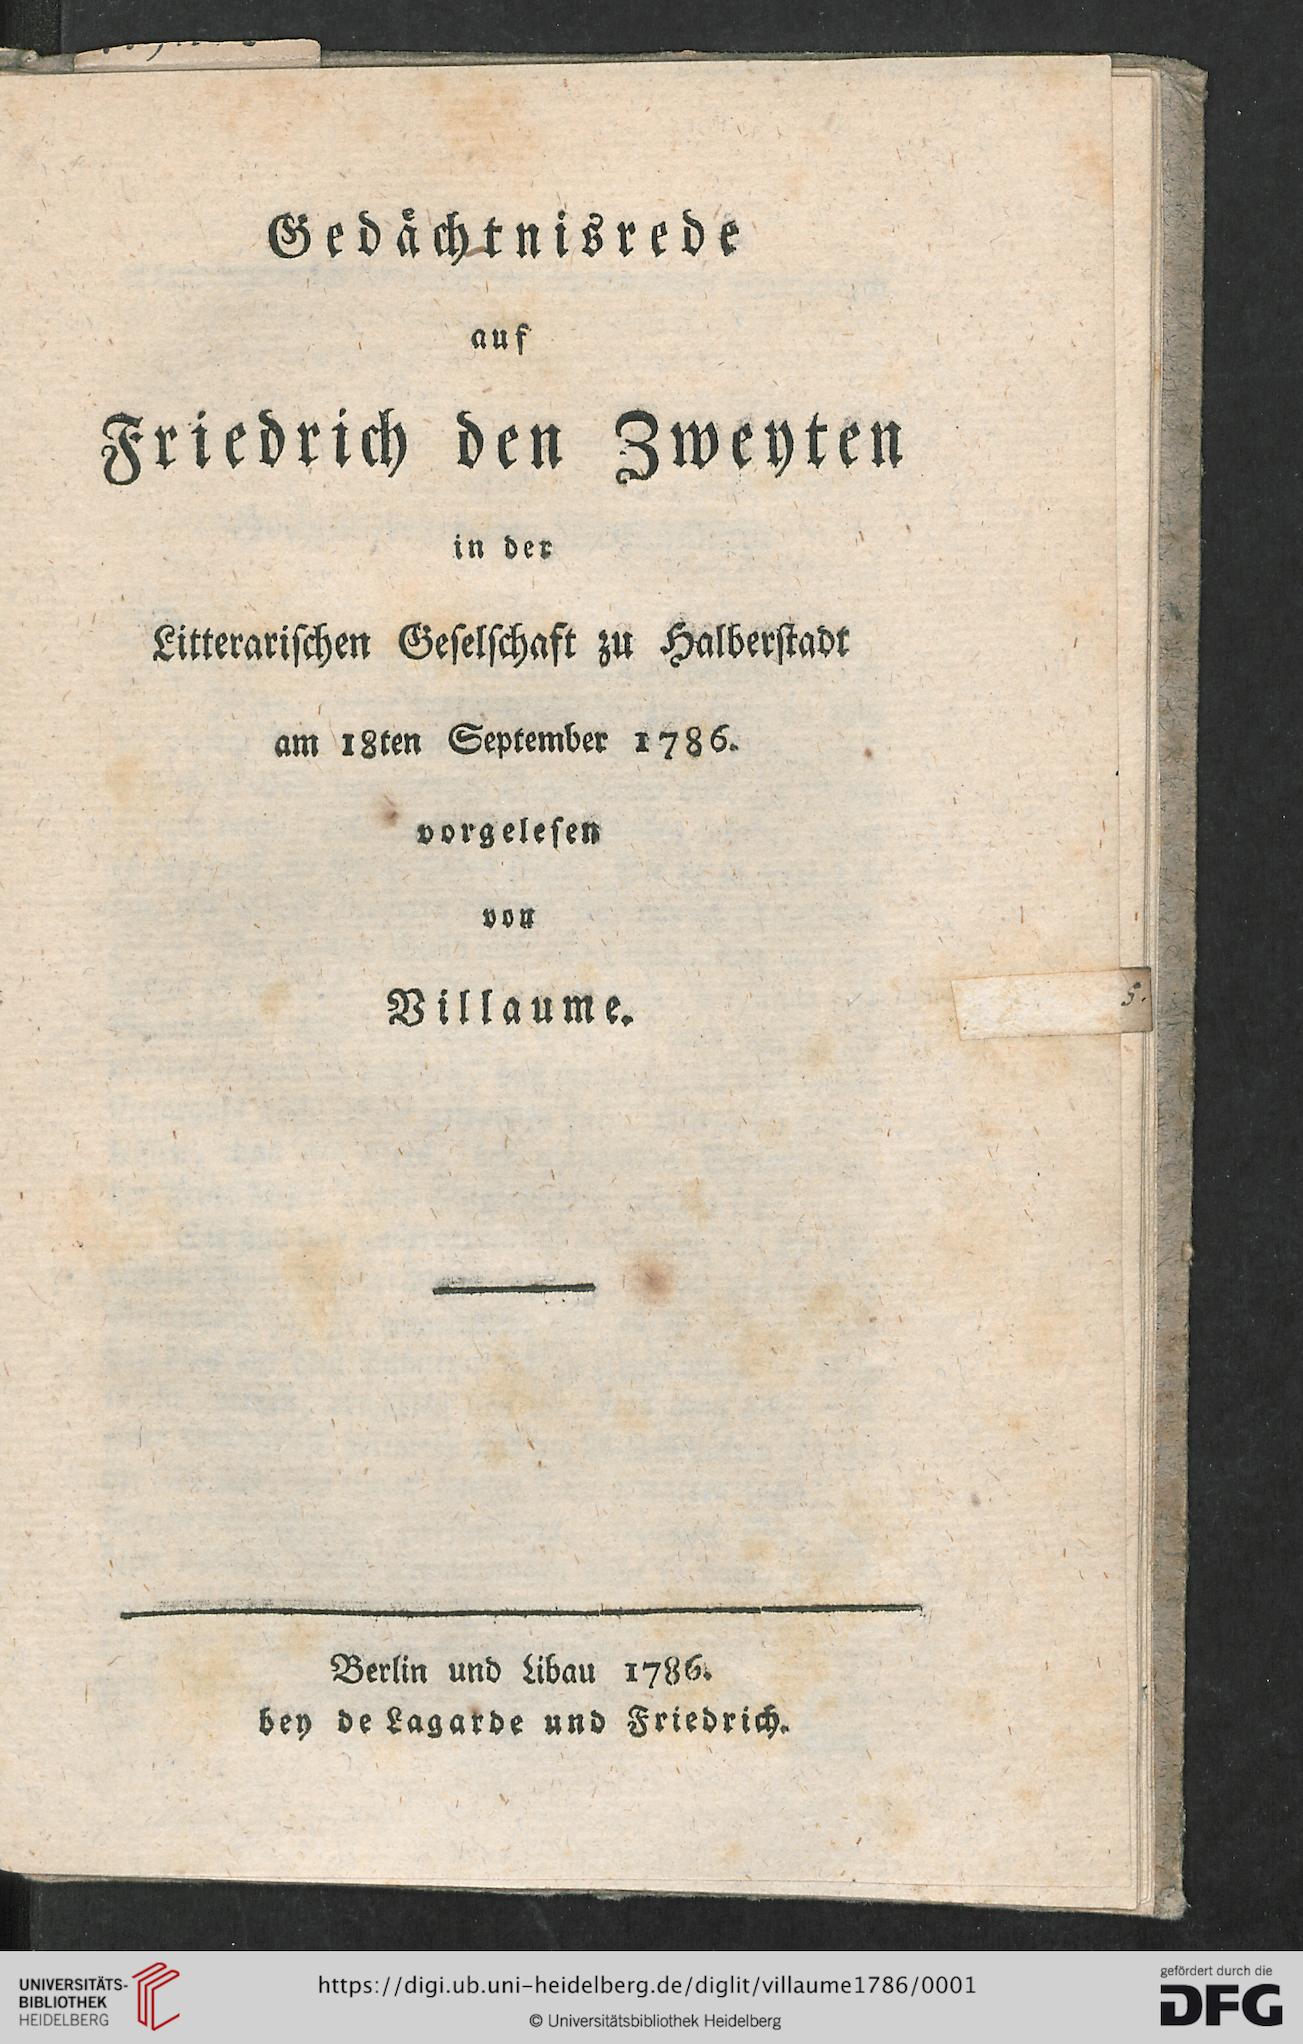 Gedächtnisrede
auf
Friedrich den Zweyten
in der
Litterariſchen Geſelſchaft zu Halberſtadt
am 18ten September 1786.
vorgeleſen
von
Villaume.
5.
Berlin und Libau 1786.
bey de Lagarde und Friedrich.
UNIVERSITÄTS-
BIBLIOTHEK
HEIDELBERG
https://digi.ub.uni-heidelberg.de/diglit/villaume1786/0001
© Universitätsbibliothek Heidelberg
gefördert durch die
DFG